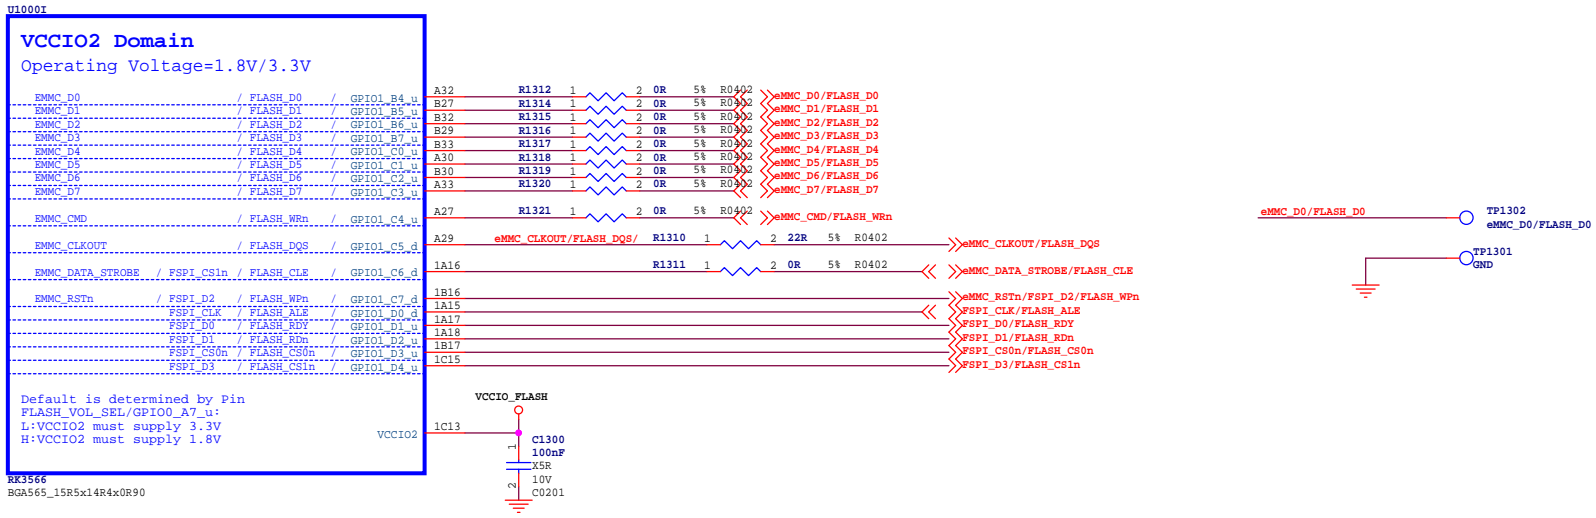 U1000I
VCCIO2 Domain
Operating Voltage=1.8V/3.3V
EMMC_D0 / FLASH_D0 / GPIO1_B4_u A32 R1312 1 2 0R 5% R0402 eMMC_D0/FLASH_D0
EMMC_D1 / FLASH_D1 / GPIO1_B5_u B27 R1314 1 2 0R 5% R0402 eMMC_D1/FLASH_D1
EMMC_D2 / FLASH_D2 / GPIO1_B6_u B32 R1315 1 2 0R 5% R0402 eMMC_D2/FLASH_D2
EMMC_D3 / FLASH_D3 / GPIO1_B7_u B29 R1316 1 2 0R 5% R0402 eMMC_D3/FLASH_D3
EMMC_D4 / FLASH_D4 / GPIO1_C0_u B33 R1317 1 2 0R 5% R0402 eMMC_D4/FLASH_D4
EMMC_D5 / FLASH_D5 / GPIO1_C1_u A30 R1318 1 2 0R 5% R0402 eMMC_D5/FLASH_D5
EMMC_D6 / FLASH_D6 / GPIO1_C2_u B30 R1319 1 2 0R 5% R0402 eMMC_D6/FLASH_D6
EMMC_D7 / FLASH_D7 / GPIO1_C3_u A33 R1320 1 2 0R 5% R0402 eMMC_D7/FLASH_D7
EMMC_CMD / FLASH_WRn / GPIO1_C4_u A27 R1321 1 2 0R 5% R0402 eMMC_CMD/FLASH_WRn
EMMC_CLKOUT / FLASH_DQS / GPIO1_C5_d A29 eMMC_CLKOUT/FLASH_DQS/ R1310 1 2 22R 5% R0402 eMMC_CLKOUT/FLASH_DQS
EMMC_DATA_STROBE / FSPI_CS1n / FLASH_CLE / GPIO1_C6_d 1A16 R1311 1 2 0R 5% R0402 eMMC_DATA_STROBE/FLASH_CLE
EMMC_RSTn / FSPI_D2 / FLASH_WPn / GPIO1_C7_d 1B16 eMMC_RSTn/FSPI_D2/FLASH_WPn
FSPI_CLK / FLASH_ALE / GPIO1_D0_d 1A15 FSPI_CLK/FLASH_ALE
FSPI_D0 / FLASH_RDY / GPIO1_D1_u 1A17 FSPI_D0/FLASH_RDY
FSPI_D1 / FLASH_RDn / GPIO1_D2_u 1A18 FSPI_D1/FLASH_RDn
FSPI_CS0n / FLASH_CS0n / GPIO1_D3_u 1B17 FSPI_CS0n/FLASH_CS0n
FSPI_D3 / FLASH_CS1n / GPIO1_D4_u 1C15 FSPI_D3/FLASH_CS1n
Default is determined by Pin
FLASH_VOL_SEL/GPIO0_A7_u:
L:VCCIO2 must supply 3.3V
H:VCCIO2 must supply 1.8V
VCCIO2 1C13
RK3566
BGA565_15R5x14R4x0R90
VCCIO_FLASH
1
C1300
100nF
X5R
10V
2
C0201
eMMC_D0/FLASH_D0
TP1302
eMMC_D0/FLASH_D0
TP1301
GND